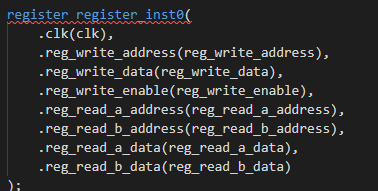 register register_inst0(
    .clk(clk),
    .reg_write_address(reg_write_address),
    .reg_write_data(reg_write_data),
    .reg_write_enable(reg_write_enable),
    .reg_read_a_address(reg_read_a_address),
    .reg_read_b_address(reg_read_b_address),
    .reg_read_a_data(reg_read_a_data),
    .reg_read_b_data(reg_read_b_data)
);